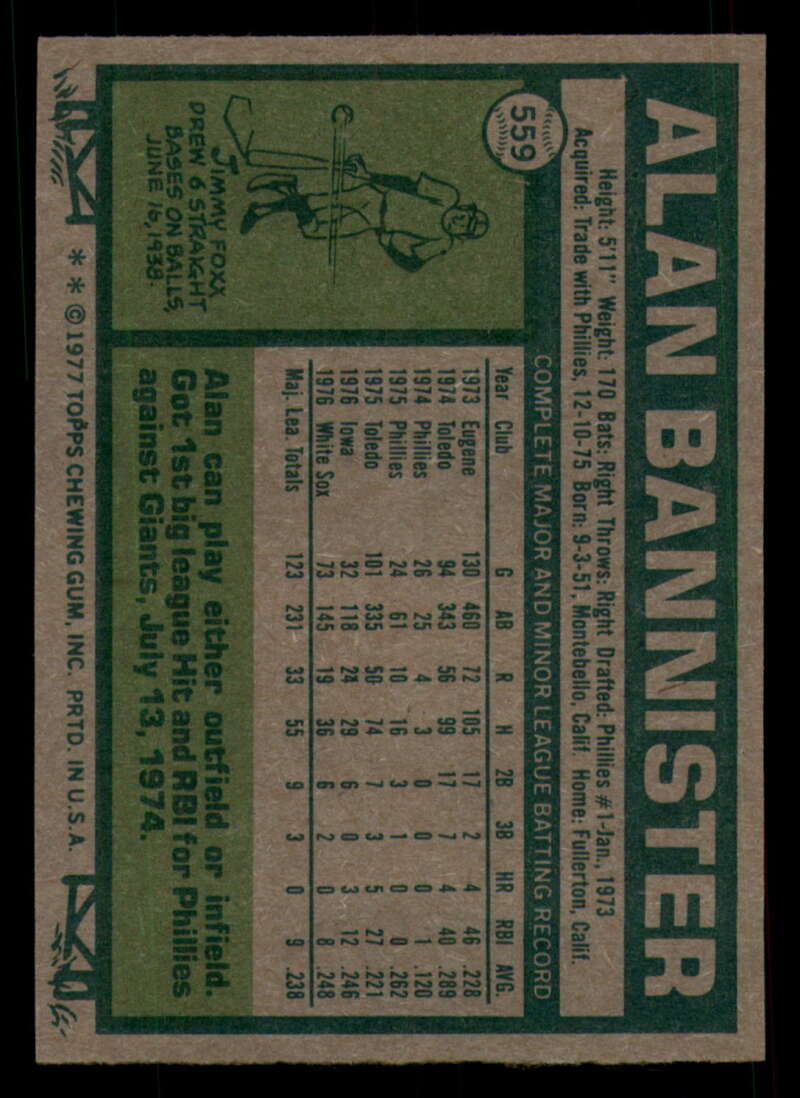 ALAN BANNISTER
559
Height: 5'11" Weight: 170 Bats: Right Throws: Right Drafted: Phillies #1-Jan., 1973
Acquired: Trade with Phillies, 12-10-75 Born: 9-3-51, Montebello, Calif. Home: Fullerton, Calif.
COMPLETE MAJOR AND MINOR LEAGUE BATTING RECORD
Year Club G AB R H 2B 3B HR RBI AVG.
1973 Eugene 130 460 72 105 17 2 4 46 .228
1974 Toledo 94 343 56 99 17 7 4 40 .289
1974 Phillies 26 25 4 3 0 0 0 1 .120
1975 Phillies 24 61 10 16 3 1 0 0 .262
1975 Toledo 101 335 50 74 7 3 5 27 .221
1976 Iowa 32 118 24 29 6 0 3 12 .246
1976 White Sox 73 145 19 36 6 2 0 8 .248
Maj. Lea. Totals 123 231 33 55 9 3 0 9 .238
JIMMY FOXX
DREW 6 STRAIGHT
BASES ON BALLS,
JUNE 16, 1938.
Alan can play either outfield or infield.
Got 1st big league Hit and RBI for Phillies
against Giants, July 13, 1974.
* * © 1977 TOPPS CHEWING GUM, INC. PRTD. IN U.S.A.